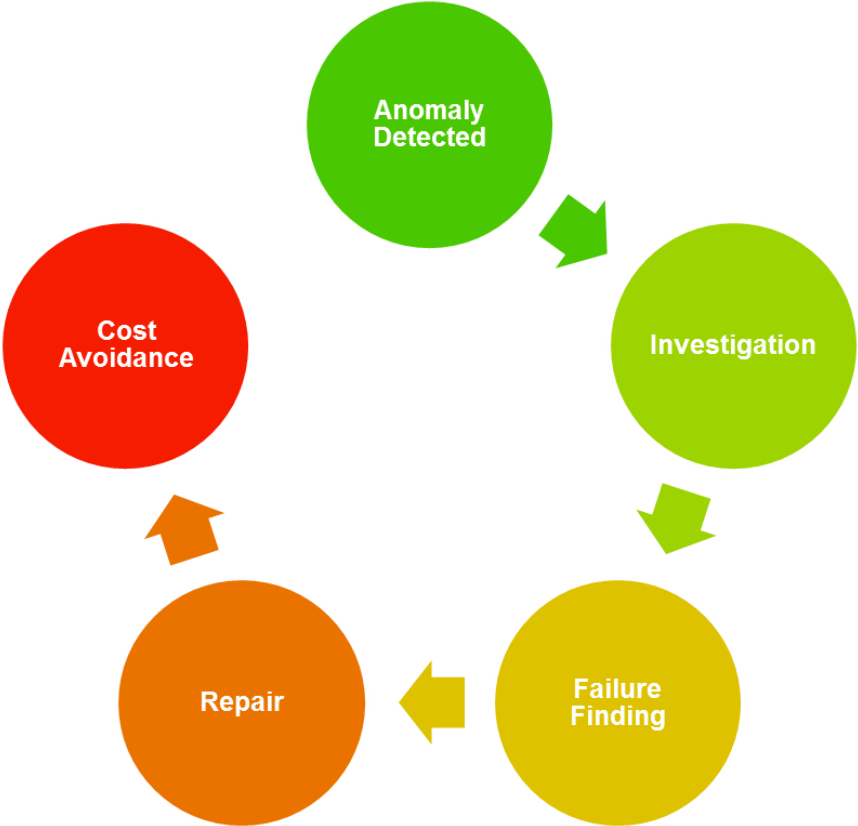 Anomaly
Detected
Investigation
Failure
Finding
Repair
Cost
Avoidance